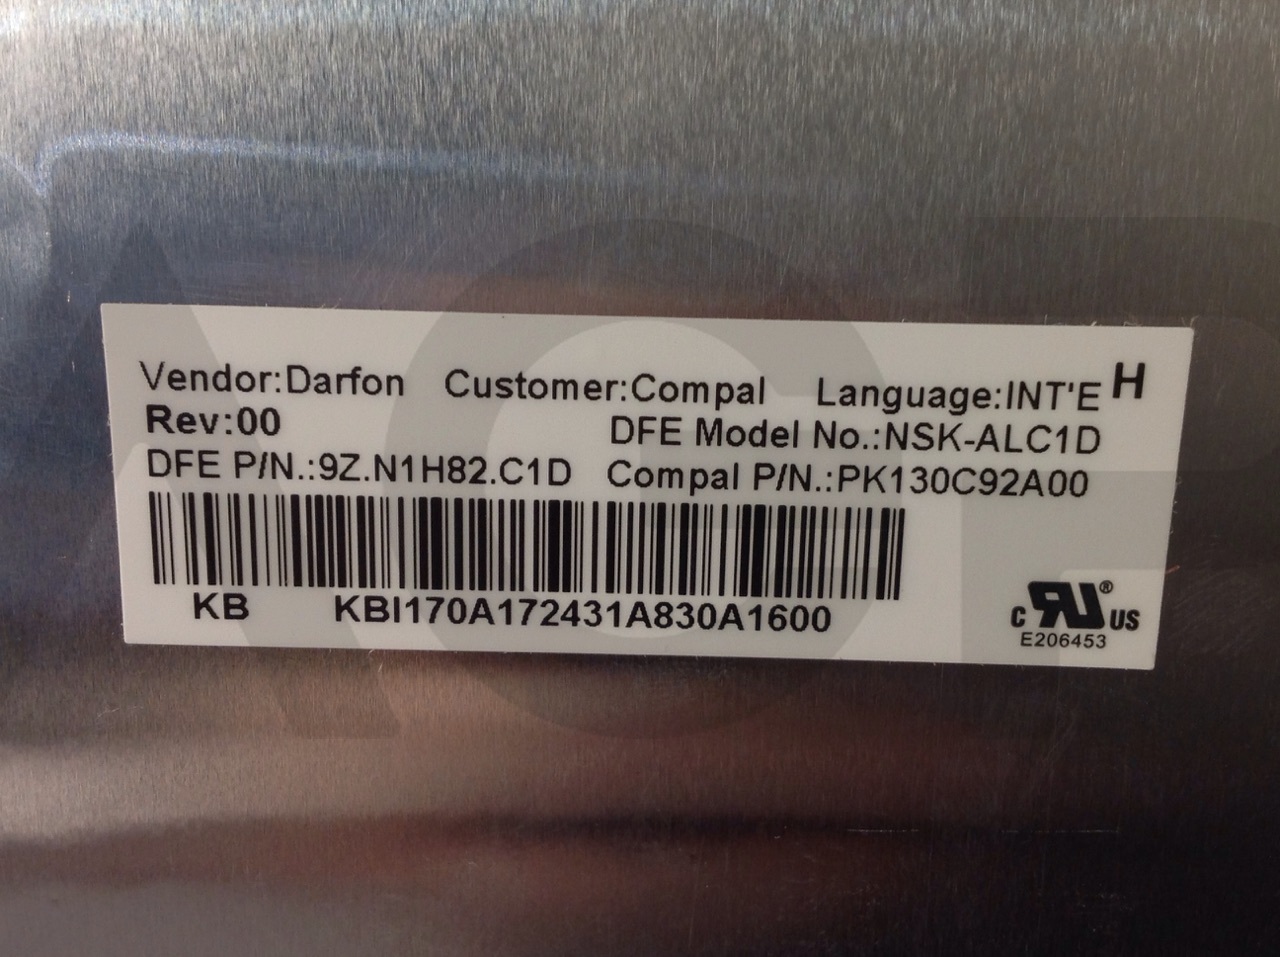 Vendor:Darfon Customer:Compal Language:INT'E H
Rev:00 DFE Model No.:NSK-ALC1D
DFE P/N.:9Z.N1H82.C1D Compal P/N.:PK130C92A00
KB KBI170A172431A830A1600
C RU ® US
E206453